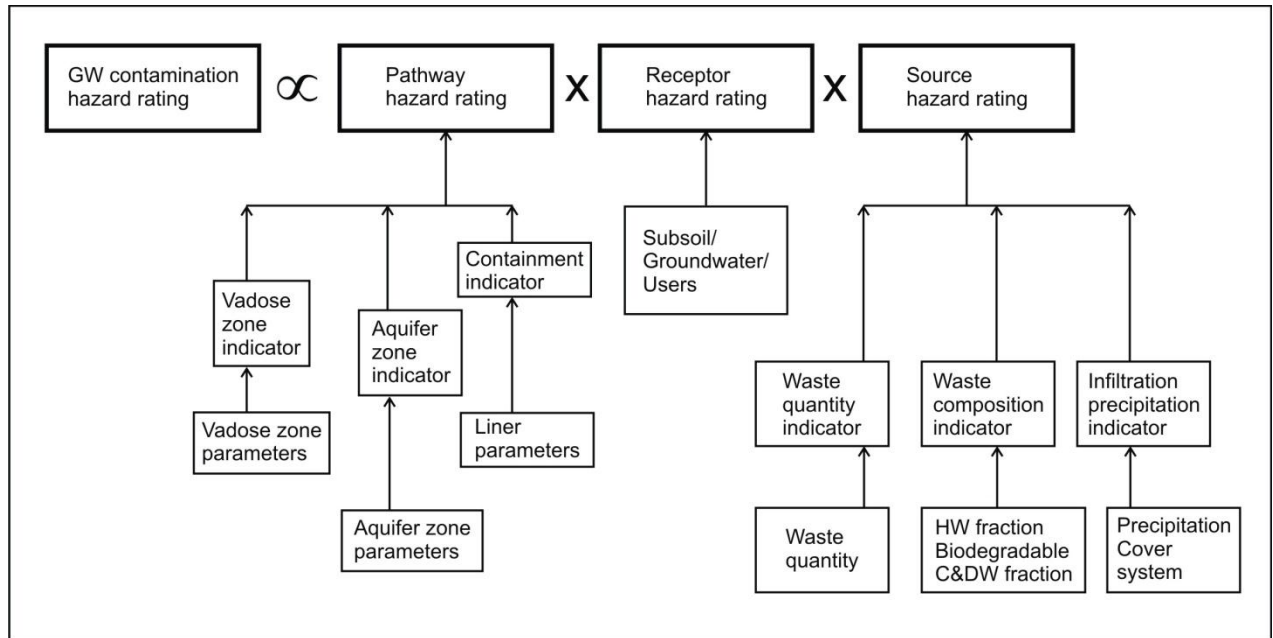 GW contamination
hazard rating
∝
Pathway
hazard rating
X
Receptor
hazard rating
X
Source
hazard rating
Vadose
zone
indicator
Vadose zone
parameters
Aquifer
zone
indicator
Aquifer zone
parameters
Containment
indicator
Liner
parameters
Subsoil/
Groundwater/
Users
Waste
quantity
indicator
Waste
quantity
Waste
composition
indicator
HW fraction
Biodegradable
C&DW fraction
Infiltration
precipitation
indicator
Precipitation
Cover
system